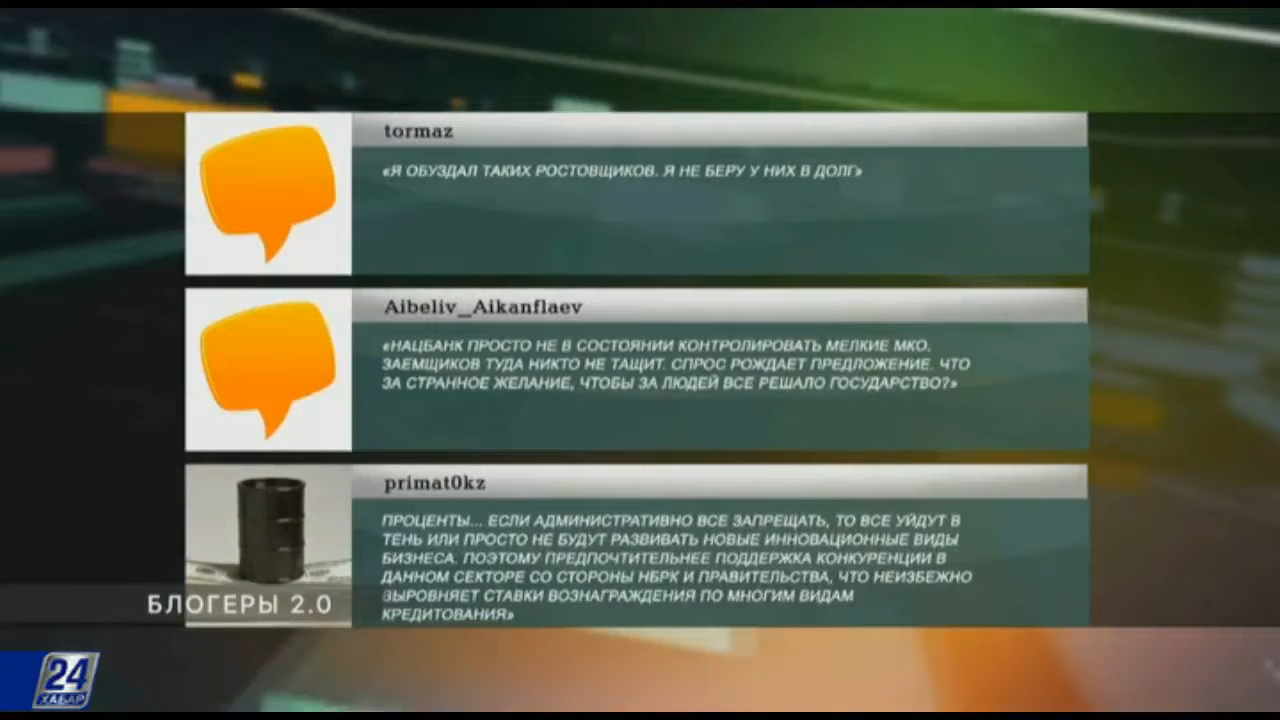 tormaz
«Я ОБУЗДАЛ ТАКИХ РОСТОВЩИКОВ. Я НЕ БЕРУ У НИХ В ДОЛГ»
Aibeliv_Aikanflaev
«НАЦБАНК ПРОСТО НЕ В СОСТОЯНИИ КОНТРОЛИРОВАТЬ МЕЛКИЕ МКО.
ЗАЕМЩИКОВ ТУДА НИКТО НЕ ТАЩИТ. СПРОС РОЖДАЕТ ПРЕДЛОЖЕНИЕ. ЧТО
ЗА СТРАННОЕ ЖЕЛАНИЕ, ЧТОБЫ ЗА ЛЮДЕЙ ВСЕ РЕШАЛО ГОСУДАРСТВО?»
primat0kz
ПРОЦЕНТЫ... ЕСЛИ АДМИНИСТРАТИВНО ВСЕ ЗАПРЕЩАТЬ, ТО ВСЕ УЙДУТ В
ТЕНЬ ИЛИ ПРОСТО НЕ БУДУТ РАЗВИВАТЬ НОВЫЕ ИННОВАЦИОННЫЕ ВИДЫ
БИЗНЕСА. ПОЭТОМУ ПРЕДПОЧТИТЕЛЬНЕЕ ПОДДЕРЖКА КОНКУРЕНЦИИ В
ДАННОМ СЕКТОРЕ СО СТОРОНЫ НБРК И ПРАВИТЕЛЬСТВА, ЧТО НЕИЗБЕЖНО
ВЫРОВНЯЕТ СТАВКИ ВОЗНАГРАЖДЕНИЯ ПО МНОГИМ ВИДАМ
КРЕДИТОВАНИЯ»
БЛОГЕРЫ 2.0
24
ХАБАР